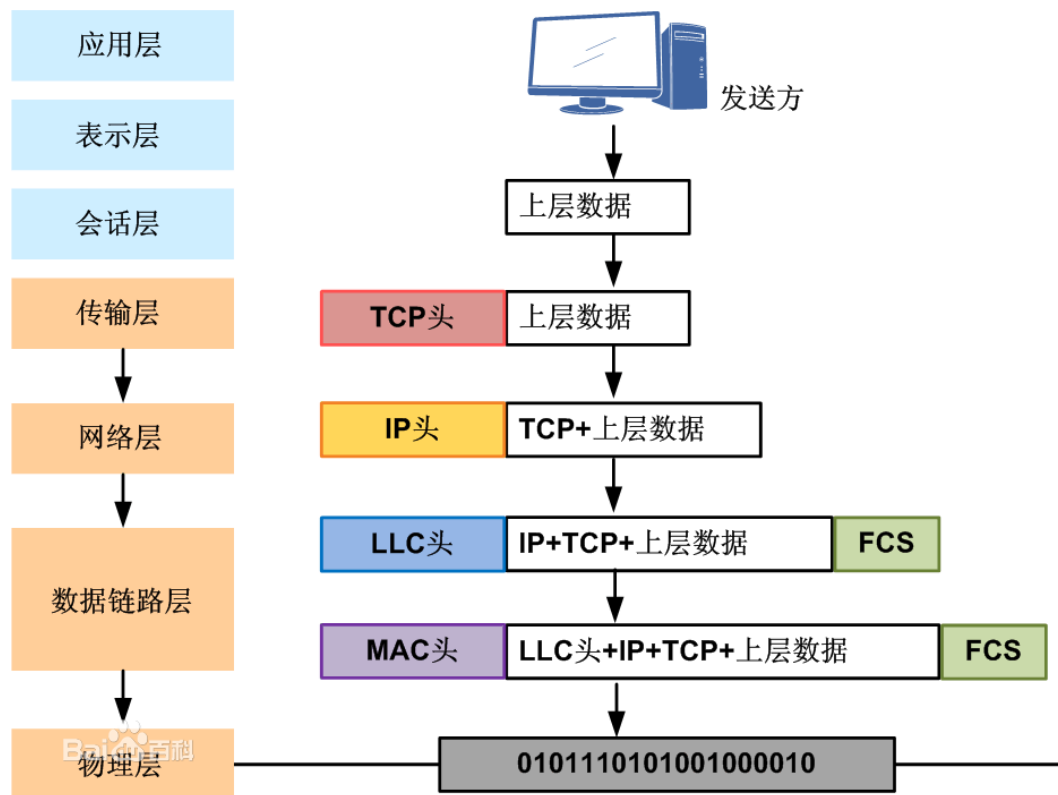 应用层
发送方
表示层
上层数据
会话层
传输层
TCP头 上层数据
网络层
IP头 TCP+上层数据
LLC头 IP+TCP+上层数据 FCS
数据链路层
MAC头 LLC头+IP+TCP+上层数据 FCS
Bai 百科
物理层
0101110101001000010